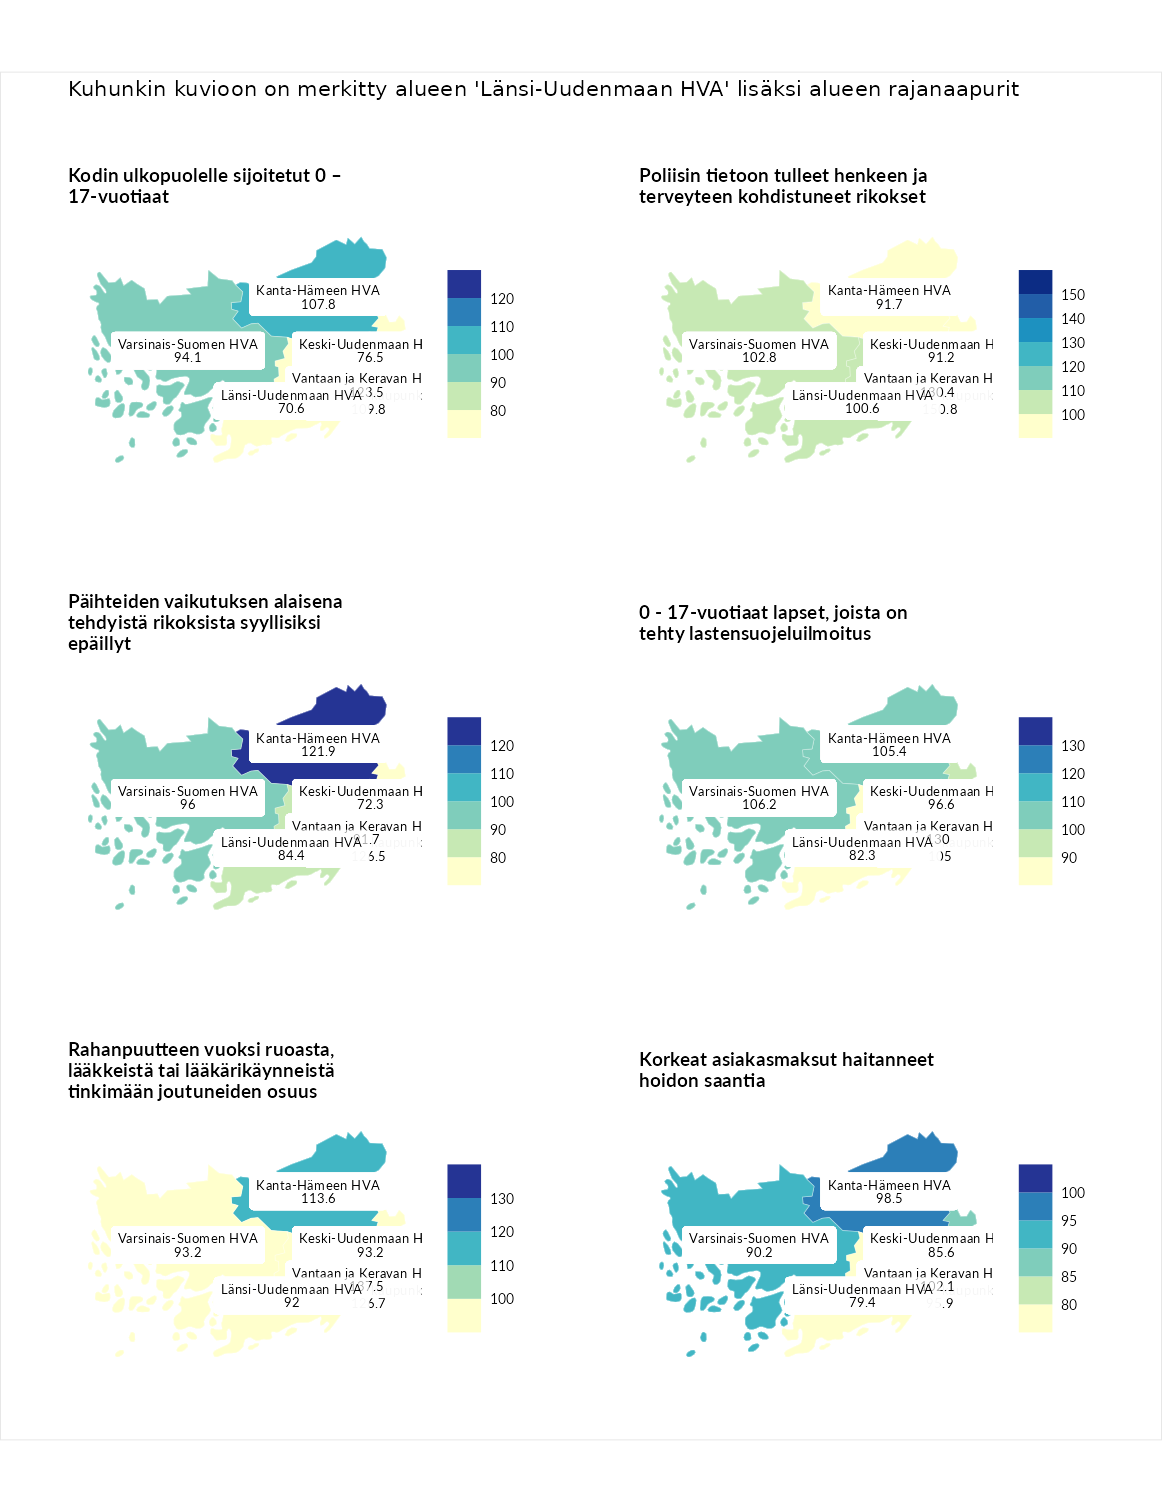 Kuhunkin kuvioon on merkitty alueen 'Länsi-Uudenmaan HVA' lisäksi alueen rajanaapurit
Kodin ulkopuolelle sijoitetut 0 –
17-vuotiaat
Kanta-Hämeen HVA
107.8
Varsinais-Suomen HVA
94.1
Keski-Uudenmaan H
76.5
Vantaan ja Keravan H
Länsi-Uudenmaan HVA
70.6
120
110
100
90
80
Poliisin tietoon tulleet henkeen ja
terveyteen kohdistuneet rikokset
Kanta-Hämeen HVA
91.7
Varsinais-Suomen HVA
102.8
Keski-Uudenmaan H
91.2
Vantaan ja Keravan H
Länsi-Uudenmaan HVA
100.6
150
140
130
120
110
100
Päihteiden vaikutuksen alaisena
tehdyistä rikoksista syyllisiksi
epäillyt
Kanta-Hämeen HVA
121.9
Varsinais-Suomen HVA
96
Keski-Uudenmaan H
72.3
Vantaan ja Keravan H
Länsi-Uudenmaan HVA
84.4
120
110
100
90
80
0 - 17-vuotiaat lapset, joista on
tehty lastensuojeluilmoitus
Kanta-Hämeen HVA
105.4
Varsinais-Suomen HVA
106.2
Keski-Uudenmaan H
96.6
Vantaan ja Keravan H
Länsi-Uudenmaan HVA
82.3
130
120
110
100
90
Rahanpuutteen vuoksi ruoasta,
lääkkeistä tai lääkärikäynneistä
tinkimään joutuneiden osuus
Kanta-Hämeen HVA
113.6
Varsinais-Suomen HVA
93.2
Keski-Uudenmaan H
93.2
Vantaan ja Keravan H
Länsi-Uudenmaan HVA
92
130
120
110
100
Korkeat asiakasmaksut haitanneet
hoidon saantia
Kanta-Hämeen HVA
98.5
Varsinais-Suomen HVA
90.2
Keski-Uudenmaan H
85.6
Vantaan ja Keravan H
Länsi-Uudenmaan HVA
79.4
100
95
90
85
80